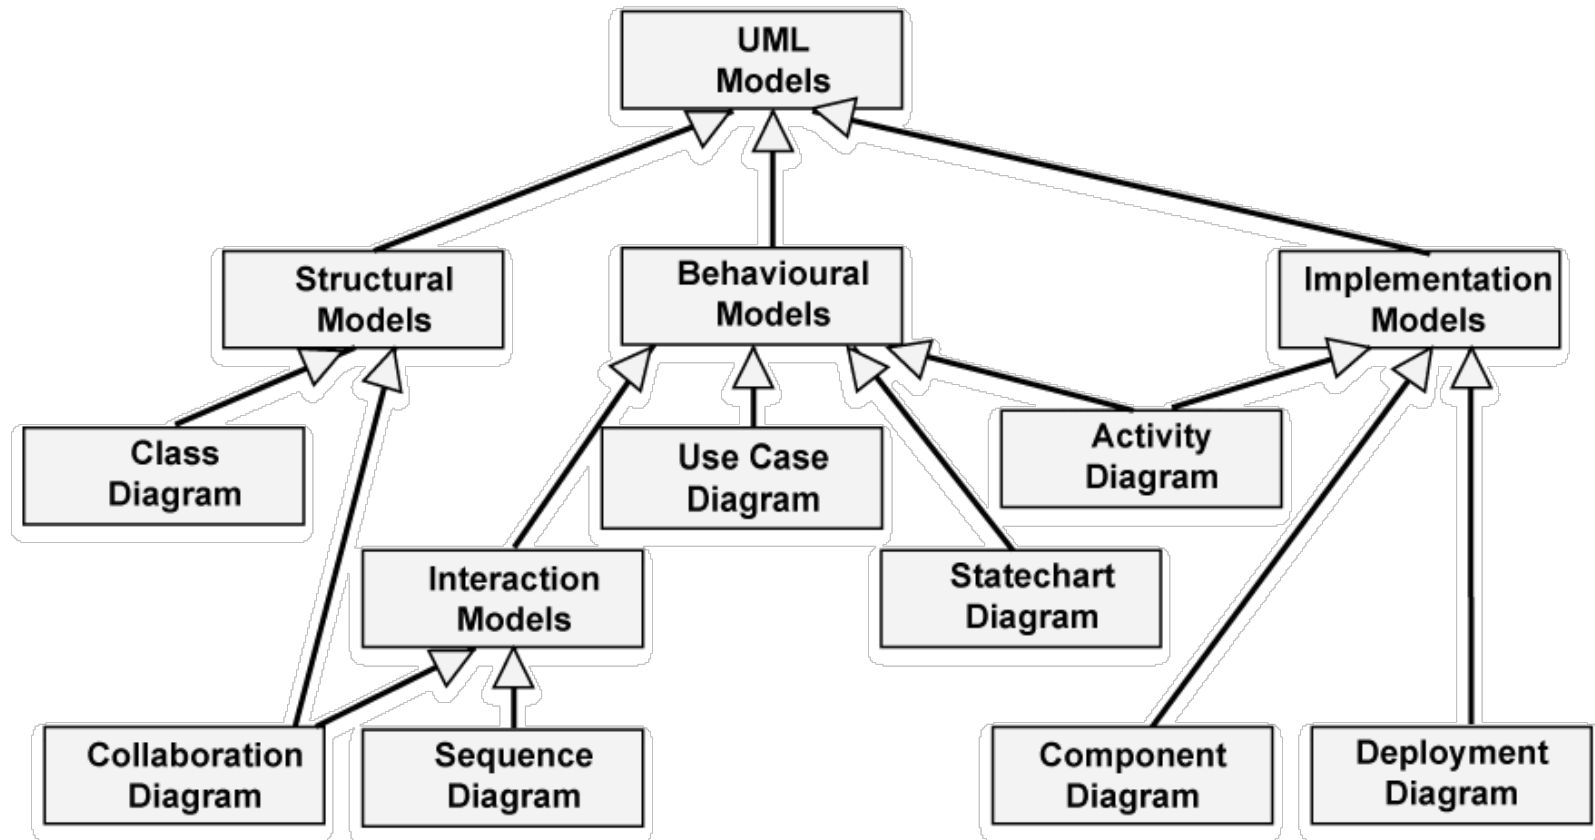 UML
Models
Structural
Models
Behavioural
Models
Implementation
Models
Class
Diagram
Use Case
Diagram
Activity
Diagram
Interaction
Models
Statechart
Diagram
Collaboration
Diagram
Sequence
Diagram
Component
Diagram
Deployment
Diagram